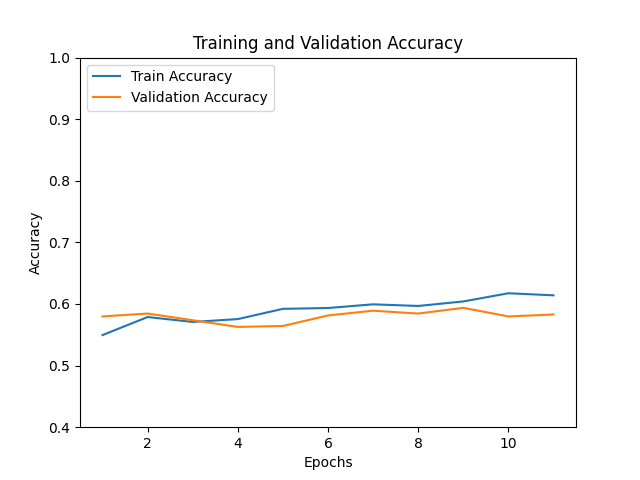 Training and Validation Accuracy
1.0
Train Accuracy
Validation Accuracy
0.9
0.8
0.7
Accuracy
0.6
0.5
0.4
2 4 6 8 10
Epochs